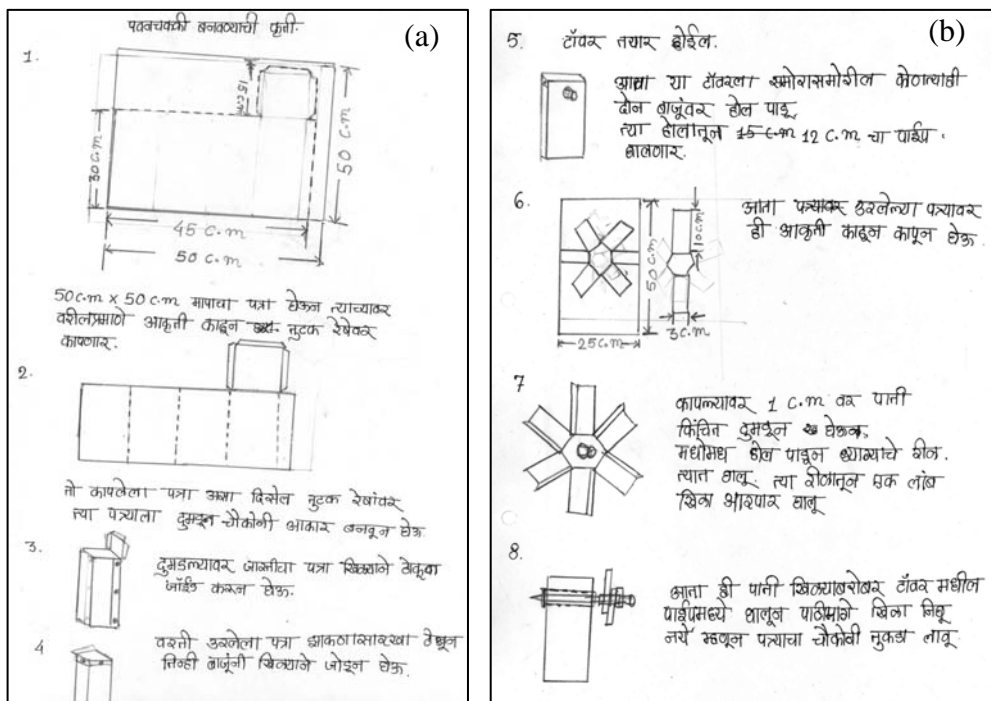 (a)
पवनचक्की बनवण्याची कृती.
1.
15 c.m
30 c.m
50 c.m
45 c.m
50 c.m
50 c.m x 50 c.m मापाचा पत्रा घेऊन त्याच्यावर
वरीलप्रमाणे आकृती काढून तुटक रेषेवर
कापणार.
2.
तो कापलेला पत्रा असा दिसेल तुटक रेषांवर
त्या पत्र्याला दुमडून चौकोनी आकार बनवून घेऊ.
3.
दुमडल्यावर जास्तीचा पत्रा खिळ्याने ठोकून
जॉईंट करून घेऊ.
4
वरती उरलेला पत्रा झाकणासारखा ठेवून
तिन्ही बाजूंनी खिळ्याने जोडून घेऊ.
(b)
5. टॉवर तयार होईल.
आता या टॉवरला समोरासमोरील कोणत्याही
दोन बाजूंवर होल पाडू
त्या होलातून 15 c.m 12 c.m चा पाईप
घालणार.
6.
आता पत्र्यावर उरलेल्या पत्र्यावर
ही आकृती काढून कापून घेऊ.
10 c.m
50 c.m
3 c.m
25 c.m
7
कापल्यावर 1 c.m वर पाती
किंचित दुमडून घेऊन
मधोमध होल पाडून धाग्याचे रीळ.
त्यात घालू. त्या रीळातून एक लांब
खिळा आरपार घालू
8.
आता ही पाती खिळ्याबरोबर टॉवर मधील
पाईपमध्ये घालून पाठीमागे खिळा निघू
नये म्हणून पत्र्याचा चौकोनी तुकडा लावू.